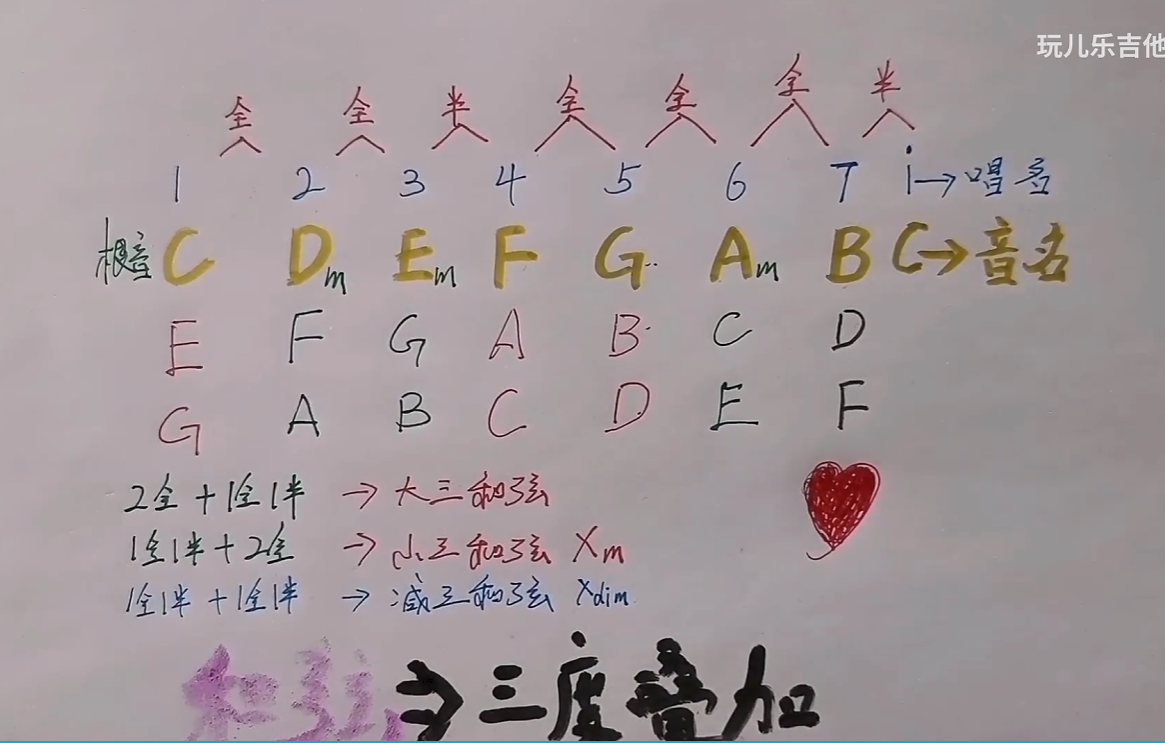 玩儿乐吉他
全 全 半 全 全 全 半
1 2 3 4 5 6 7 i→唱名
根音 C Dm Em F G Am B C→音名
E F G A B C D
G A B C D E F
2全+1全1半 → 大三和弦
1全1半+2全 → 小三和弦 Xm
1全1半+1全1半 → 减三和弦 Xdim
和弦⇒三度叠加